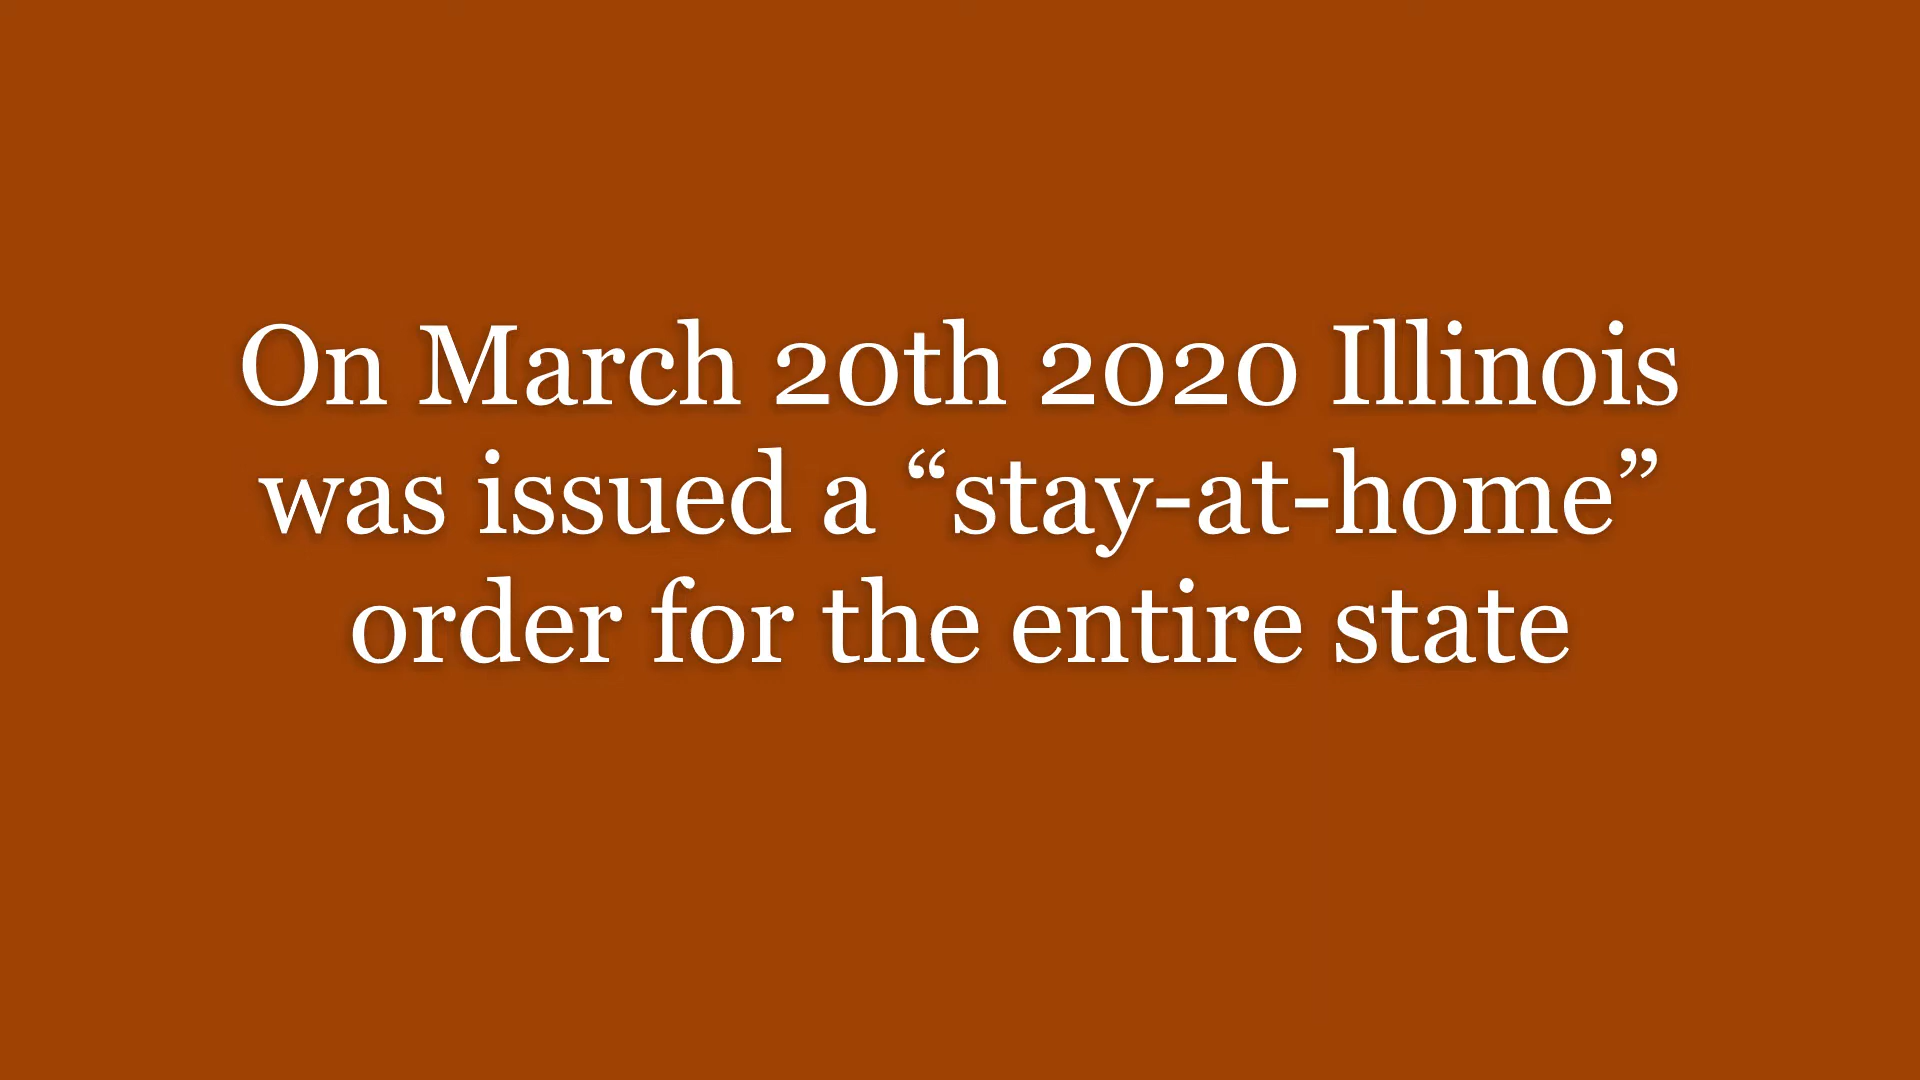 On March 20th 2020 Illinois
was issued a “stay-at-home”
order for the entire state